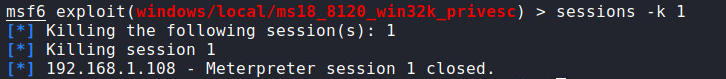 msf6 exploit(windows/local/ms18_8120_win32k_privesc) > sessions -k 1
[*] Killing the following session(s): 1
[*] Killing session 1
[*] 192.168.1.108 - Meterpreter session 1 closed.